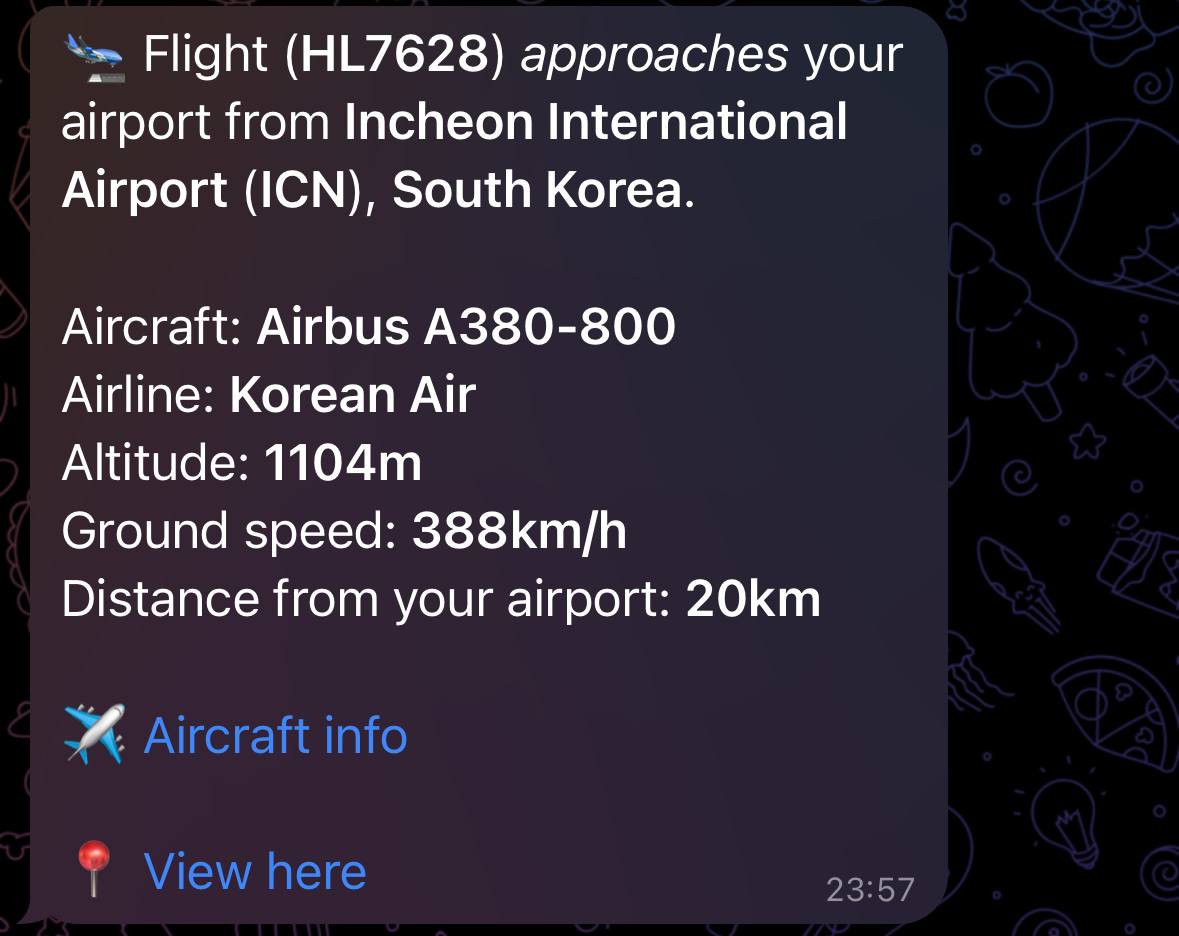 🛬 Flight (HL7628) approaches your
airport from Incheon International
Airport (ICN), South Korea.
Aircraft: Airbus A380-800
Airline: Korean Air
Altitude: 1104m
Ground speed: 388km/h
Distance from your airport: 20km
✈️ Aircraft info
📍 View here
23:57